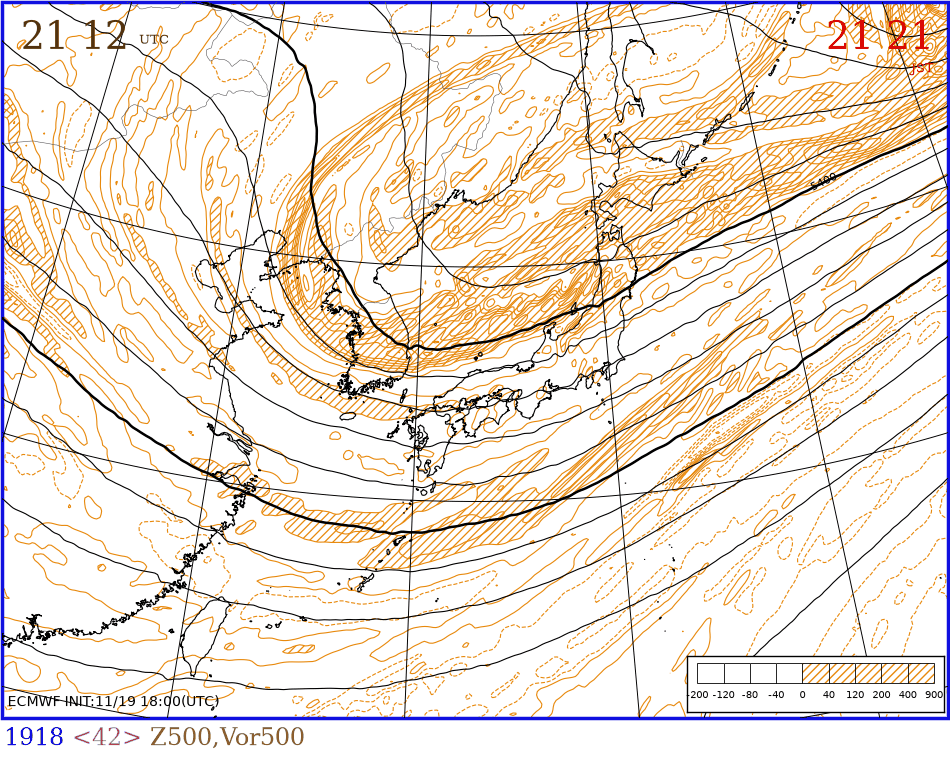 21 12 UTC
21 21
JST
5400
-200 -120 -80 -40 0 40 120 200 400 900
ECMWF INIT:11/19 18:00(UTC)
1918 <42> Z500,Vor500